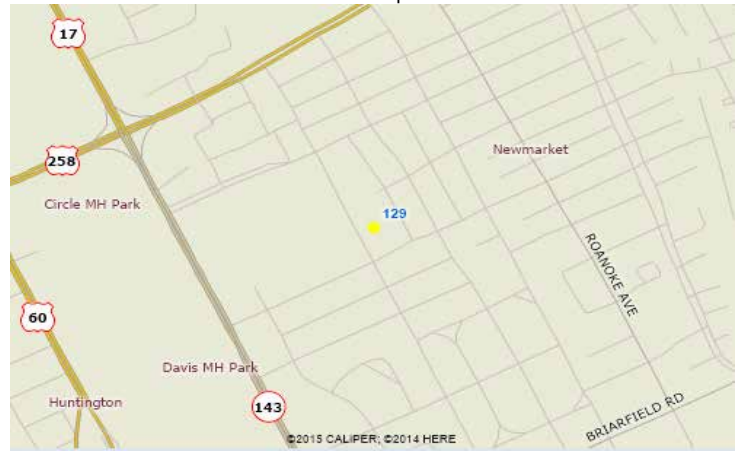 17
Newmarket
258
Circle MH Park
129
ROANOKE AVE
60
Davis MH Park
Huntington
143
BRIARFIELD RD
©2015 CALIPER; ©2014 HERE